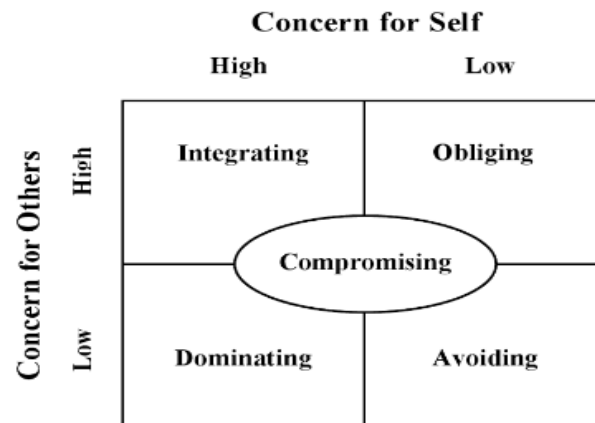 Concern for Self
High Low
Concern for Others
High
Integrating Obliging
Compromising
Low
Dominating Avoiding